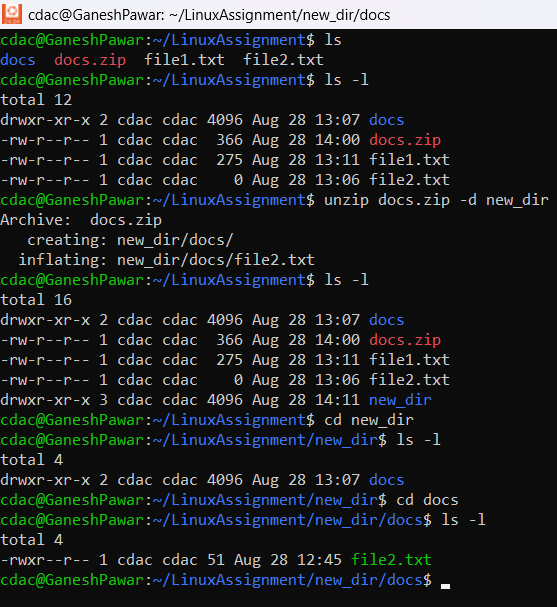 cdac@GaneshPawar: ~/LinuxAssignment/new_dir/docs
cdac@GaneshPawar:~/LinuxAssignment$ ls
docs  docs.zip  file1.txt  file2.txt
cdac@GaneshPawar:~/LinuxAssignment$ ls -l
total 12
drwxr-xr-x 2 cdac cdac 4096 Aug 28 13:07 docs
-rw-r--r-- 1 cdac cdac  366 Aug 28 14:00 docs.zip
-rw-r--r-- 1 cdac cdac  275 Aug 28 13:11 file1.txt
-rw-r--r-- 1 cdac cdac    0 Aug 28 13:06 file2.txt
cdac@GaneshPawar:~/LinuxAssignment$ unzip docs.zip -d new_dir
Archive:  docs.zip
   creating: new_dir/docs/
  inflating: new_dir/docs/file2.txt
cdac@GaneshPawar:~/LinuxAssignment$ ls -l
total 16
drwxr-xr-x 2 cdac cdac 4096 Aug 28 13:07 docs
-rw-r--r-- 1 cdac cdac  366 Aug 28 14:00 docs.zip
-rw-r--r-- 1 cdac cdac  275 Aug 28 13:11 file1.txt
-rw-r--r-- 1 cdac cdac    0 Aug 28 13:06 file2.txt
drwxr-xr-x 3 cdac cdac 4096 Aug 28 14:11 new_dir
cdac@GaneshPawar:~/LinuxAssignment$ cd new_dir
cdac@GaneshPawar:~/LinuxAssignment/new_dir$ ls -l
total 4
drwxr-xr-x 2 cdac cdac 4096 Aug 28 13:07 docs
cdac@GaneshPawar:~/LinuxAssignment/new_dir$ cd docs
cdac@GaneshPawar:~/LinuxAssignment/new_dir/docs$ ls -l
total 4
-rwxr--r-- 1 cdac cdac 51 Aug 28 12:45 file2.txt
cdac@GaneshPawar:~/LinuxAssignment/new_dir/docs$